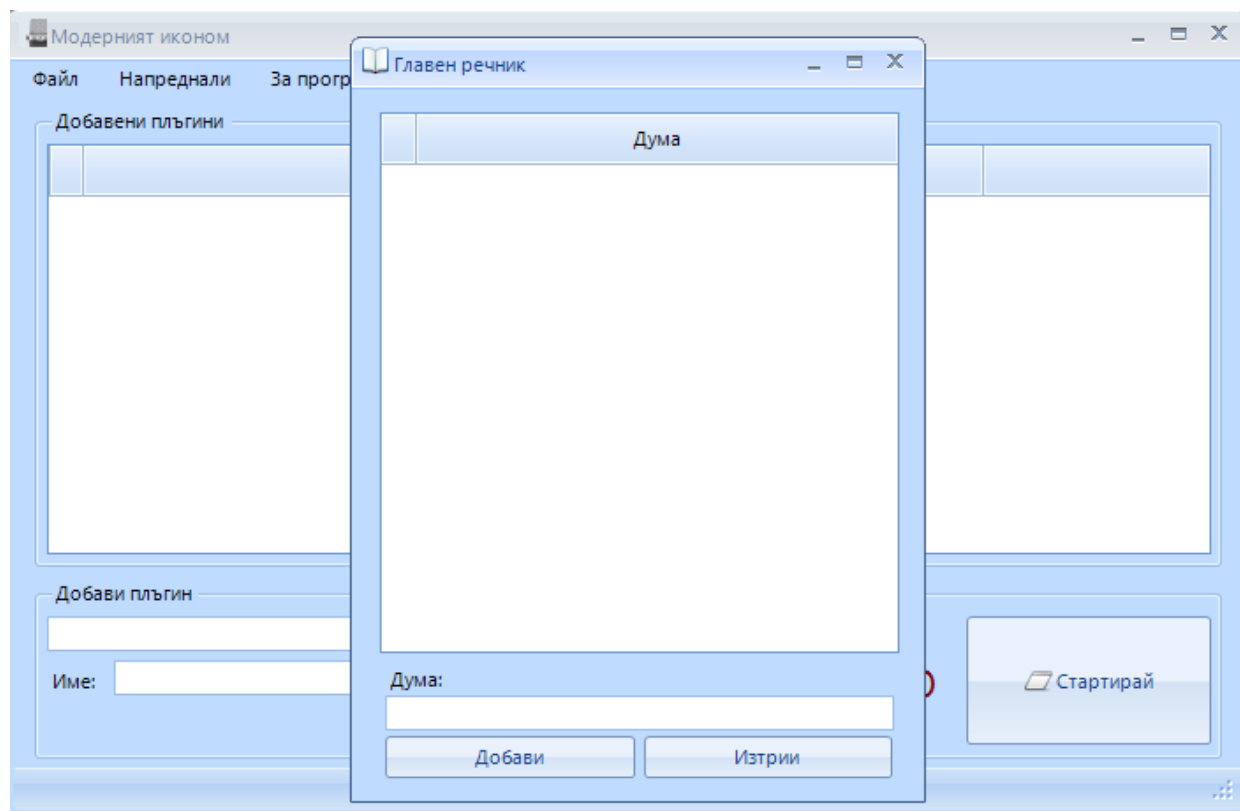 Модерният иконом
Файл Напреднали За прогр
Добавени плъгини
Главен речник
Дума
Дума:
Добави Изтрии
Добави плъгин
Име:
Стартирай